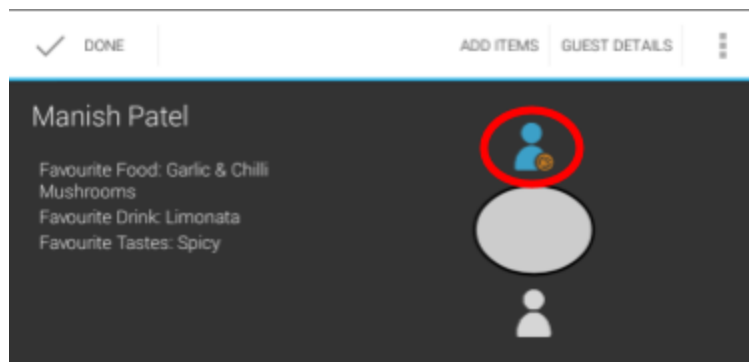 DONE
ADD ITEMS GUEST DETAILS
Manish Patel
Favourite Food: Garlic & Chilli
Mushrooms
Favourite Drink: Limonata
Favourite Tastes: Spicy